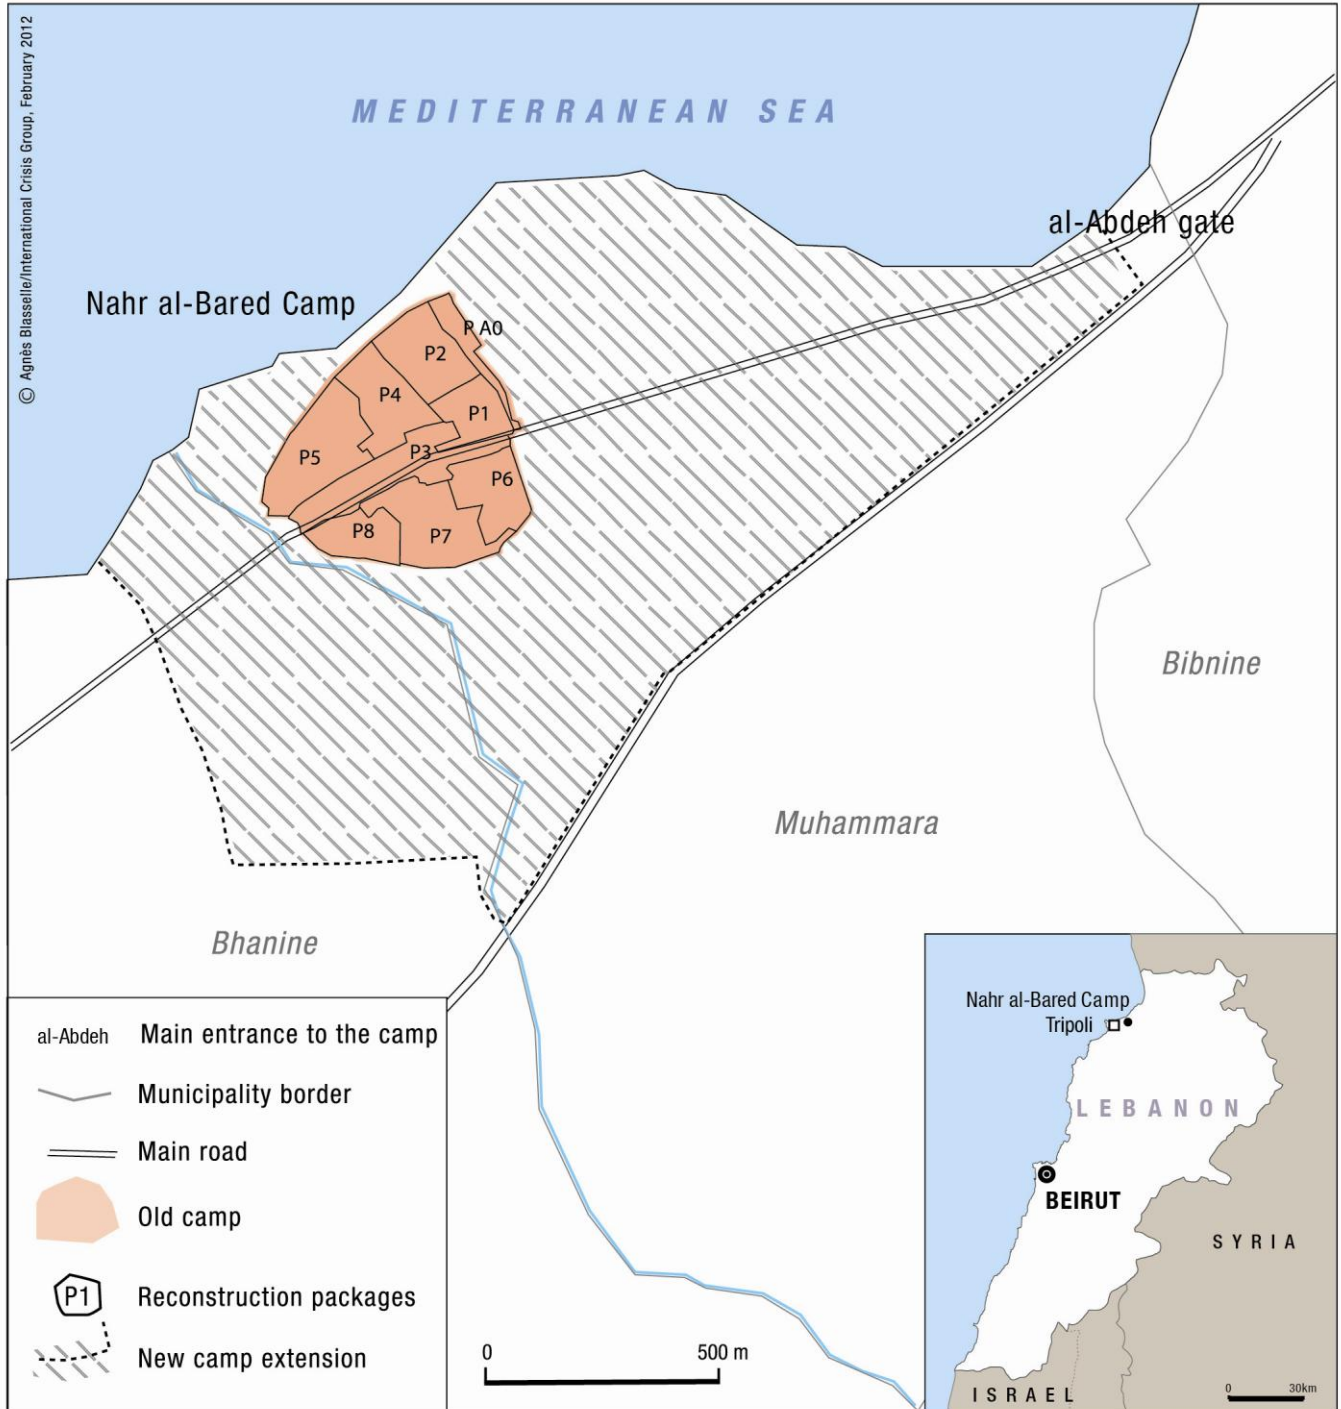 © Agnès Blasselle/International Crisis Group, February 2012
MEDITERRANEAN SEA
al-Abdeh gate
Nahr al-Bared Camp
P A0
P2
P4
P1
P3
P5
P6
P8
P7
Bibnine
Muhammara
Bhanine
al-Abdeh Main entrance to the camp
Municipality border
Main road
Old camp
P1 Reconstruction packages
New camp extension
0 500 m
Nahr al-Bared Camp
Tripoli
LEBANON
BEIRUT
SYRIA
ISRAEL
0 30km